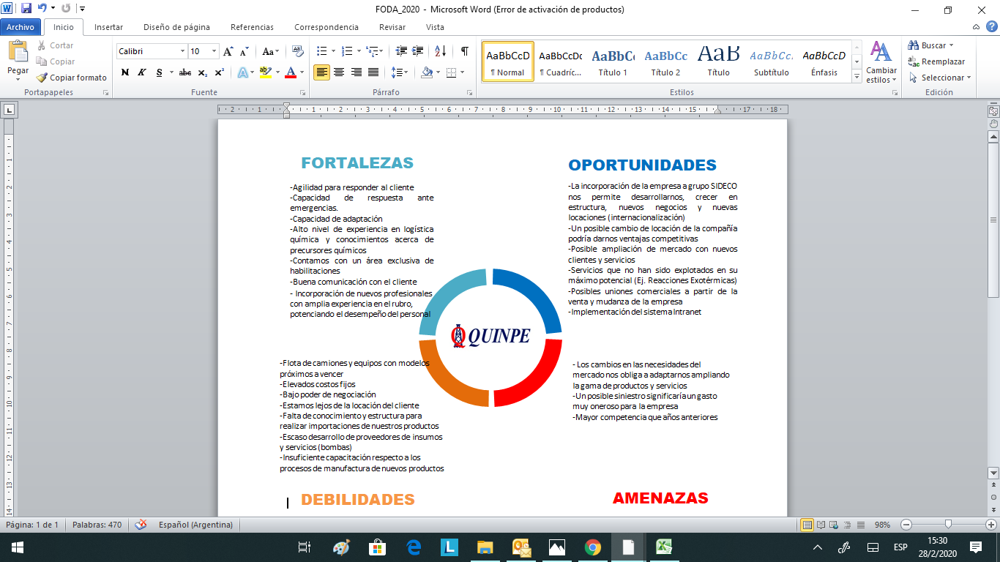 FODA_2020 - Microsoft Word (Error de activación de productos)
Archivo
Inicio
Insertar
Diseño de página
Referencias
Correspondencia
Revisar
Vista
Pegar
Cortar
Copiar
Copiar formato
Portapapeles
Calibri
10
Fuente
Párrafo
AaBbCcD
¶ Normal
AaBbCcDc
¶ Cuadríc...
AaBbCc
Título 1
AaBbCc
Título 2
AaB
Título
AaBbCc.
Subtítulo
AaBbCcD
Énfasis
Cambiar estilos
Estilos
Buscar
Reemplazar
Seleccionar
Edición
FORTALEZAS
-Agilidad para responder al cliente
-Capacidad de respuesta ante
emergencias.
-Capacidad de adaptación
-Alto nivel de experiencia en logística
química y conocimientos acerca de
precursores químicos
-Contamos con un área exclusiva de
habilitaciones
-Buena comunicación con el cliente
- Incorporación de nuevos profesionales
con amplia experiencia en el rubro,
potenciando el desempeño del personal
OPORTUNIDADES
-La incorporación de la empresa a grupo SIDECO
nos permite desarrollarnos, crecer en
estructura, nuevos negocios y nuevas
locaciones (internacionalización)
-Un posible cambio de locación de la compañía
podría darnos ventajas competitivas
-Posible ampliación de mercado con nuevos
clientes y servicios
-Servicios que no han sido explotados en su
máximo potencial (Ej. Reacciones Exotérmicas)
-Posibles uniones comerciales a partir de la
venta y mudanza de la empresa
-Implementación del sistema Intranet
QUINPE
-Flota de camiones y equipos con modelos
próximos a vencer
-Elevados costos fijos
-Bajo poder de negociación
-Estamos lejos de la locación del cliente
-Falta de conocimiento y estructura para
realizar importaciones de nuestros productos
-Escaso desarrollo de proveedores de insumos
y servicios (bombas)
-Insuficiente capacitación respecto a los
procesos de manufactura de nuevos productos
DEBILIDADES
- Los cambios en las necesidades del
mercado nos obliga a adaptarnos ampliando
la gama de productos y servicios
-Un posible siniestro significaría un gasto
muy oneroso para la empresa
-Mayor competencia que años anteriores
AMENAZAS
Página: 1 de 1
Palabras: 470
Español (Argentina)
98%
ESP
15:30
28/2/2020